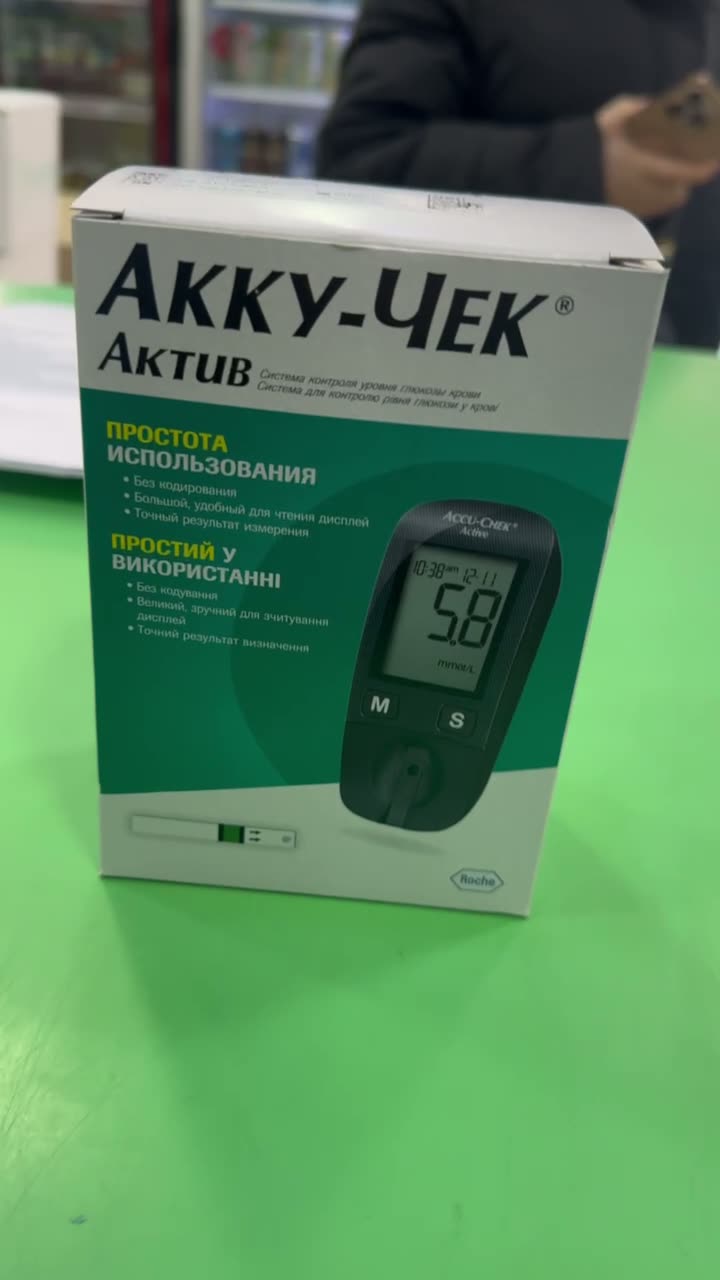 АККУ-ЧЕК®
АКТИВ
Система контроля уровня глюкозы крови
Система для контролю рівня глюкози у крові
ПРОСТОТА
ИСПОЛЬЗОВАНИЯ
• Без кодирования
• Большой, удобный для чтения дисплей
• Точный результат измерения
ПРОСТИЙ У
ВИКОРИСТАННІ
• Без кодування
• Великий, зручний для зчитування
дисплей
• Точний результат визначення
ACCU-CHEK®
Active
10:38am 12-11
5.8
mmol/L
M
S
Roche